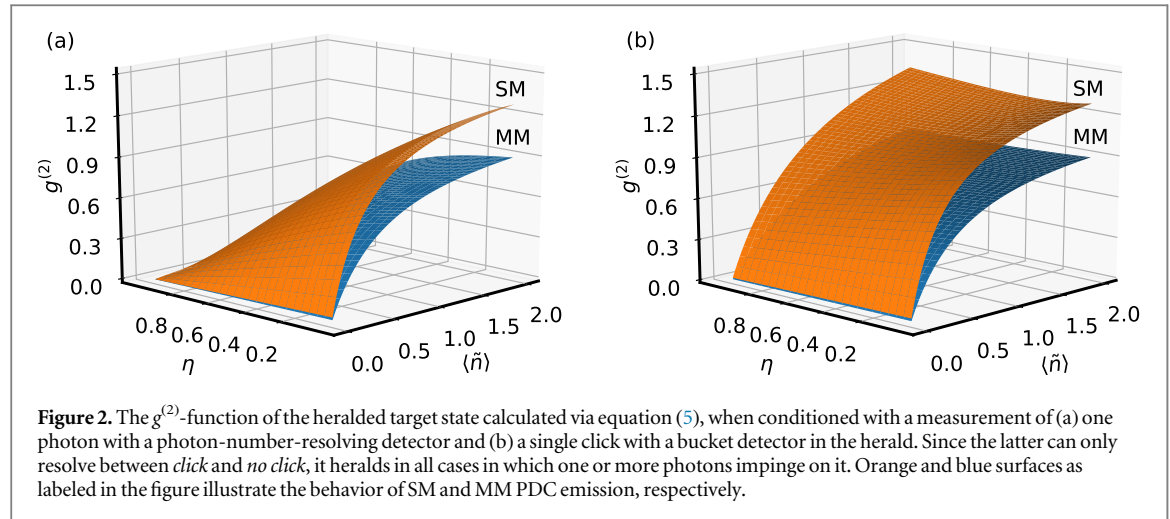 (a)
(b)
1.5
1.2
0.9
0.6
0.3
0.0
g⁽²⁾
SM
MM
0.8 0.6 0.4 0.2
η
0.0 0.5 1.0 1.5 2.0
⟨ñ⟩
1.5
1.2
0.9
0.6
0.3
0.0
g⁽²⁾
SM
MM
0.8 0.6 0.4 0.2
η
0.0 0.5 1.0 1.5 2.0
⟨ñ⟩
Figure 2. The g⁽²⁾-function of the heralded target state calculated via equation (5), when conditioned with a measurement of (a) one
photon with a photon-number-resolving detector and (b) a single click with a bucket detector in the herald. Since the latter can only
resolve between click and no click, it heralds in all cases in which one or more photons impinge on it. Orange and blue surfaces as
labeled in the figure illustrate the behavior of SM and MM PDC emission, respectively.